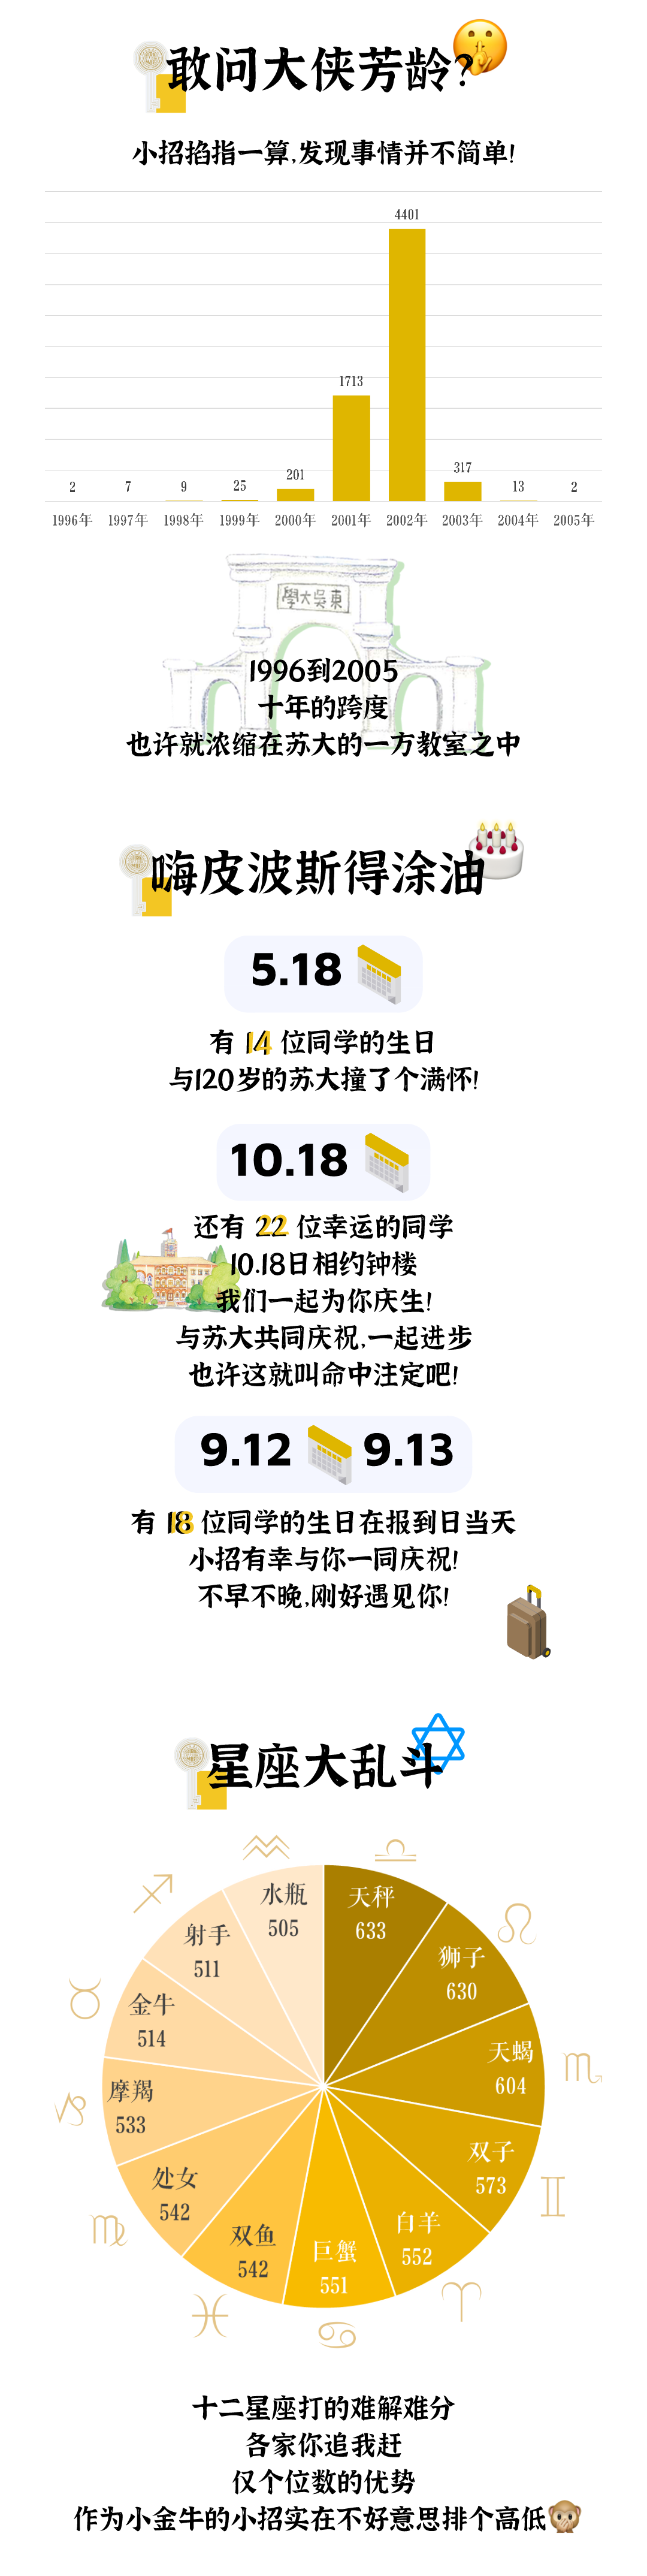 敢问大侠芳龄?
小招掐指一算,发现事情并不简单!
4401
1713
317
201
25
13
9
7
2
2
1996年 1997年 1998年 1999年 2000年 2001年 2002年 2003年 2004年 2005年
學大吳東
1996到2005
十年的跨度
也许就浓缩在苏大的一方教室之中
嗨皮波斯得涂油
5.18
有 14 位同学的生日
与120岁的苏大撞了个满怀!
10.18
还有 22 位幸运的同学
10.18日相约钟楼
我们一起为你庆生!
与苏大共同庆祝,一起进步
也许这就叫命中注定吧!
9.12 9.13
有 18 位同学的生日在报到日当天
小招有幸与你一同庆祝!
不早不晚,刚好遇见你!
星座大乱斗
天秤
633
狮子
630
天蝎
604
双子
573
白羊
552
巨蟹
551
双鱼
542
处女
542
摩羯
533
金牛
514
射手
511
水瓶
505
十二星座打的难解难分
各家你追我赶
仅个位数的优势
作为小金牛的小招实在不好意思排个高低